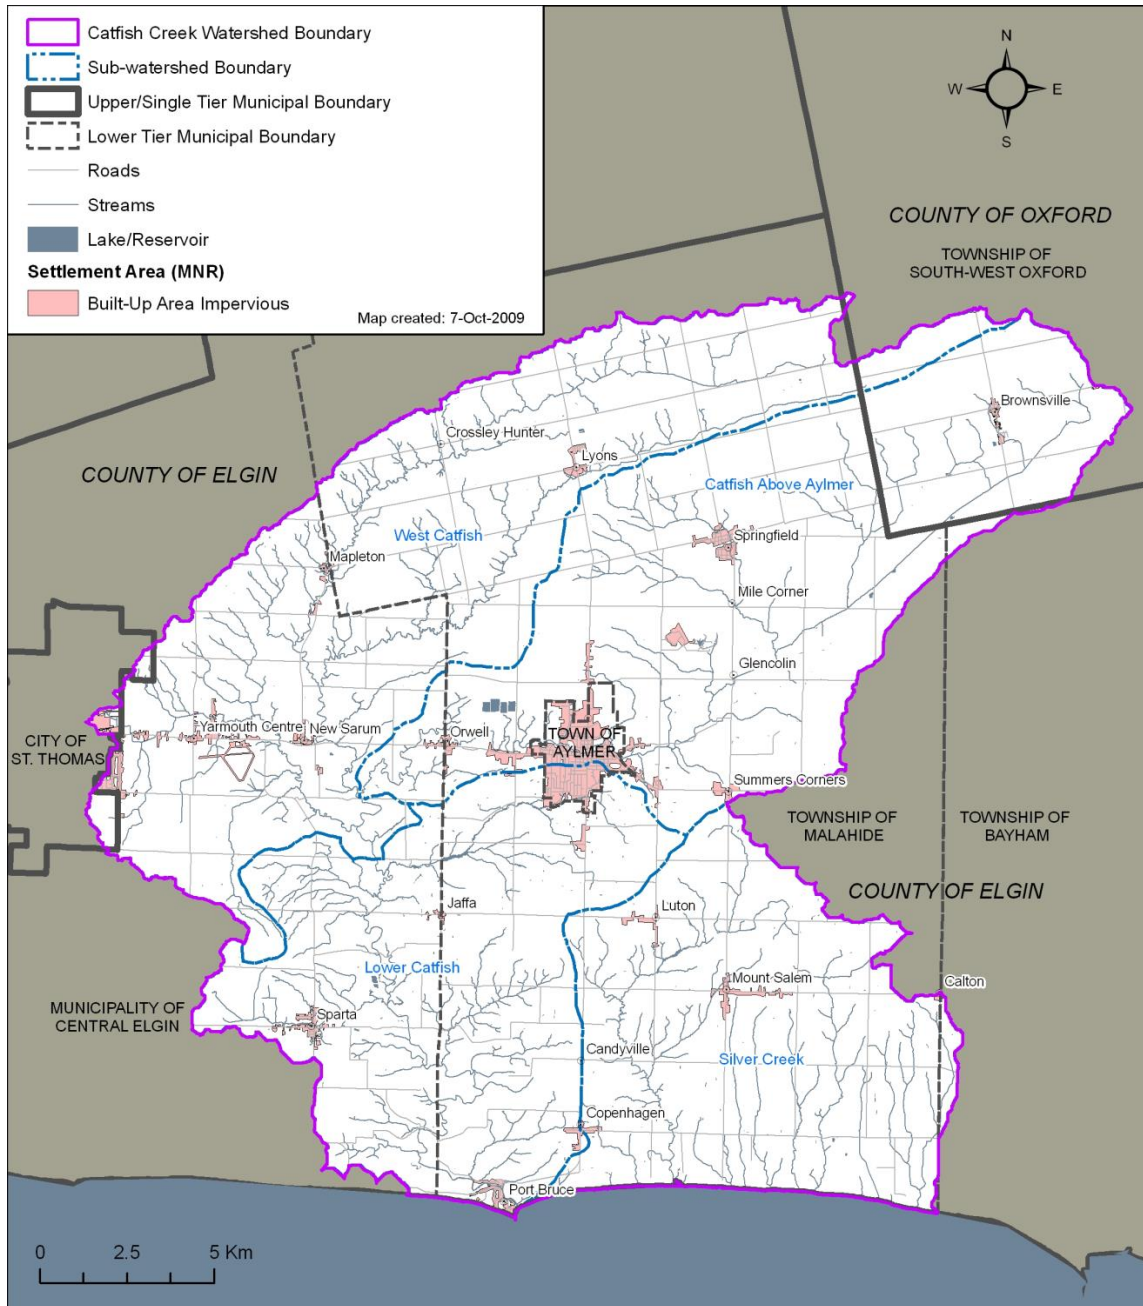 Catfish Creek Watershed Boundary
Sub-watershed Boundary
Upper/Single Tier Municipal Boundary
Lower Tier Municipal Boundary
Roads
Streams
Lake/Reservoir
Settlement Area (MNR)
Built-Up Area Impervious
Map created: 7-Oct-2009
N
W
E
S
COUNTY OF OXFORD
TOWNSHIP OF
SOUTH-WEST OXFORD
Brownsville
Crossley Hunter
Lyons
COUNTY OF ELGIN
Catfish Above Aylmer
West Catfish
Springfield
Mapleton
Mile Corner
Glencolin
Yarmouth Centre
New Sarum
Orwell
CITY OF
ST. THOMAS
TOWN OF
AYLMER
Summers Corners
TOWNSHIP OF
MALAHIDE
TOWNSHIP OF
BAYHAM
COUNTY OF ELGIN
Jaffa
Luton
Lower Catfish
Mount Salem
Calton
MUNICIPALITY OF
CENTRAL ELGIN
Sparta
Candyville
Silver Creek
Copenhagen
Port Bruce
0
2.5
5 Km